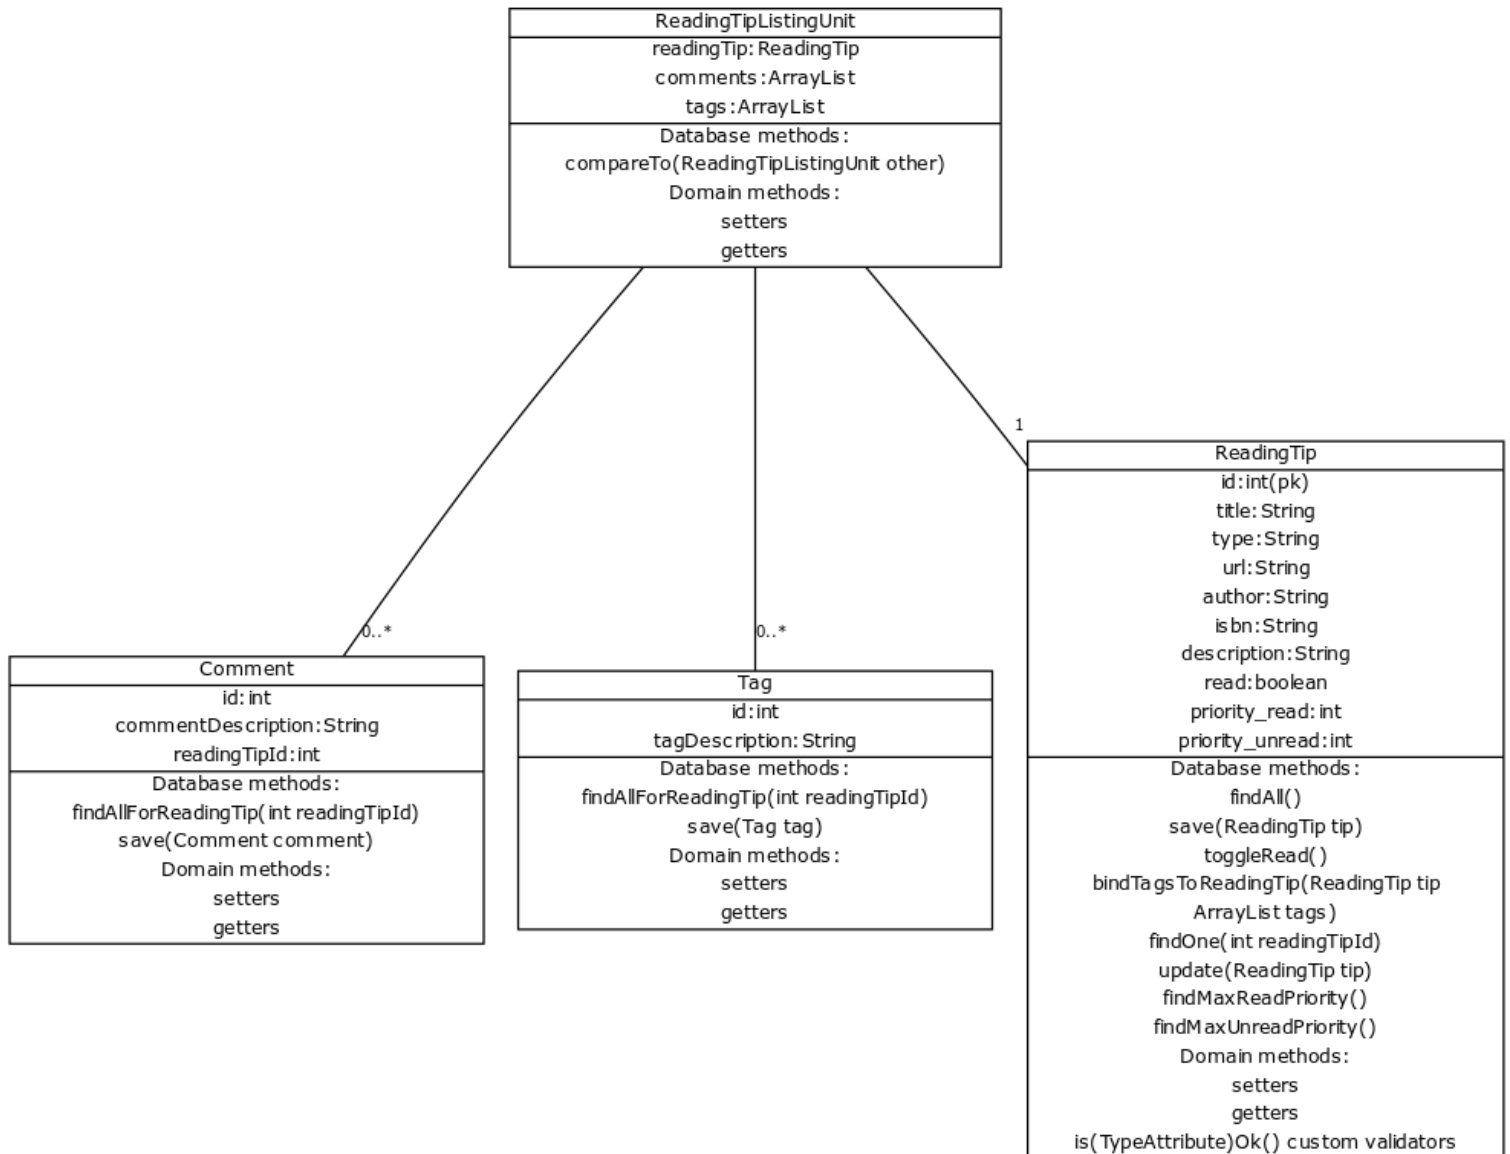 ReadingTipListingUnit
readingTip:ReadingTip
comments:ArrayList
tags:ArrayList
Database methods:
compareTo(ReadingTipListingUnit other)
Domain methods:
setters
getters
0..*
0..*
1
Comment
id:int
commentDescription:String
readingTipId:int
Database methods:
findAllForReadingTip(int readingTipId)
save(Comment comment)
Domain methods:
setters
getters
Tag
id:int
tagDescription:String
Database methods:
findAllForReadingTip(int readingTipId)
save(Tag tag)
Domain methods:
setters
getters
ReadingTip
id:int(pk)
title:String
type:String
url:String
author:String
isbn:String
description:String
read:boolean
priority_read:int
priority_unread:int
Database methods:
findAll()
save(ReadingTip tip)
toggleRead()
bindTagsToReadingTip(ReadingTip tip
ArrayList tags)
findOne(int readingTipId)
update(ReadingTip tip)
findMaxReadPriority()
findMaxUnreadPriority()
Domain methods:
setters
getters
is(TypeAttribute)Ok() custom validators